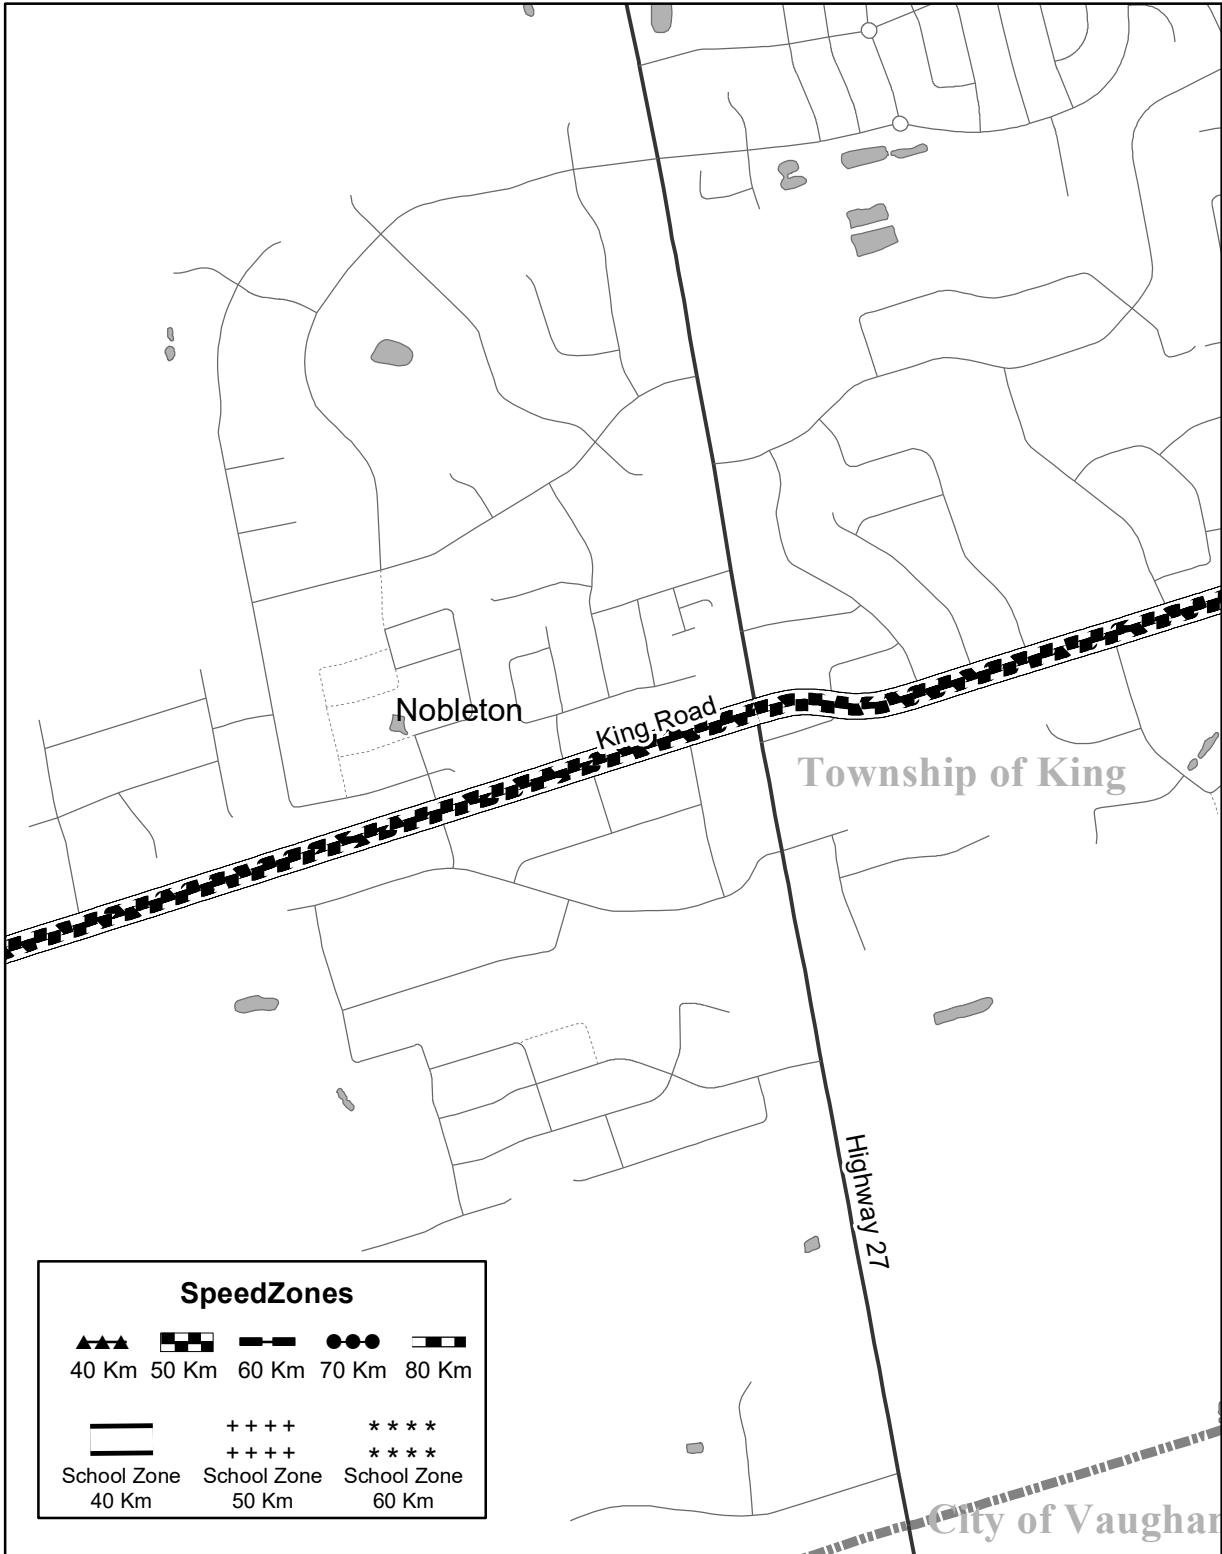 Nobleton
King Road
Township of King
Highway 27
SpeedZones
40 Km 50 Km 60 Km 70 Km 80 Km
+ + + + * * * *
+ + + + * * * *
School Zone School Zone School Zone
40 Km 50 Km 60 Km
City of Vaughan